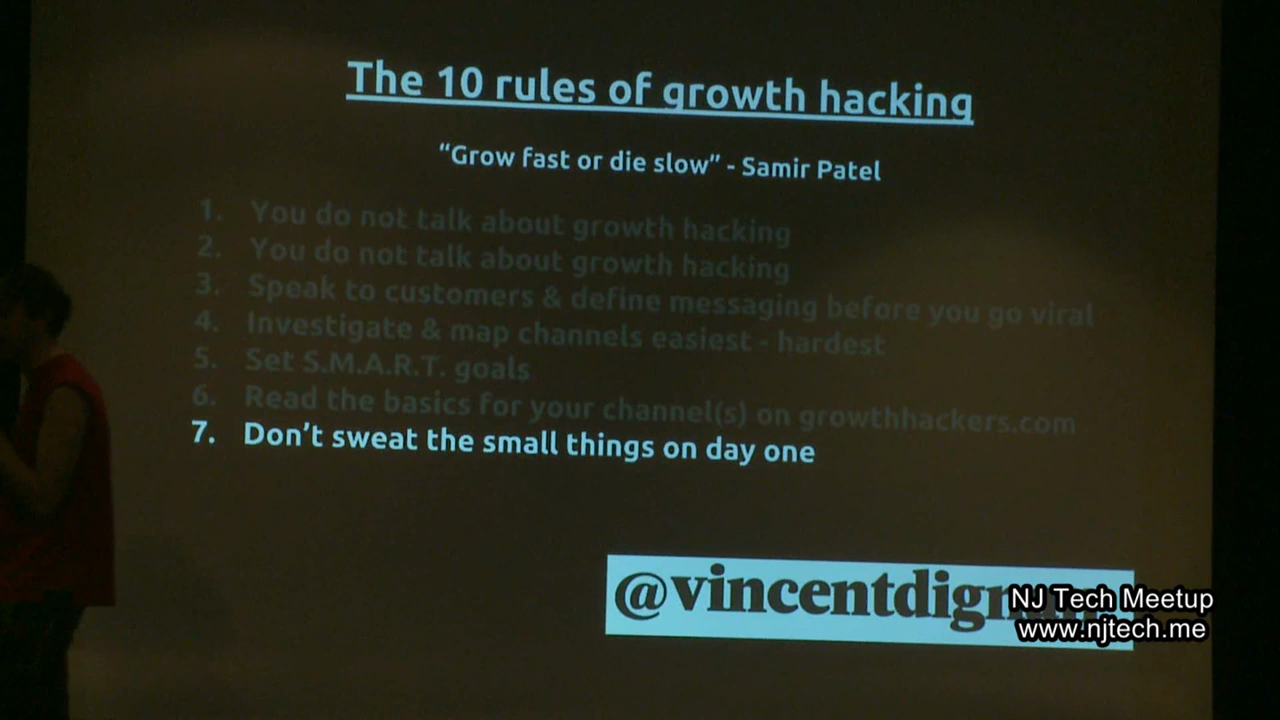 The 10 rules of growth hacking
“Grow fast or die slow” - Samir Patel
1. You do not talk about growth hacking
2. You do not talk about growth hacking
3. Speak to customers & define messaging before you go viral
4. Investigate & map channels easiest - hardest
5. Set S.M.A.R.T. goals
6. Read the basics for your channel(s) on growthhackers.com
7. Don’t sweat the small things on day one
NJ Tech Meetup
www.njtech.me